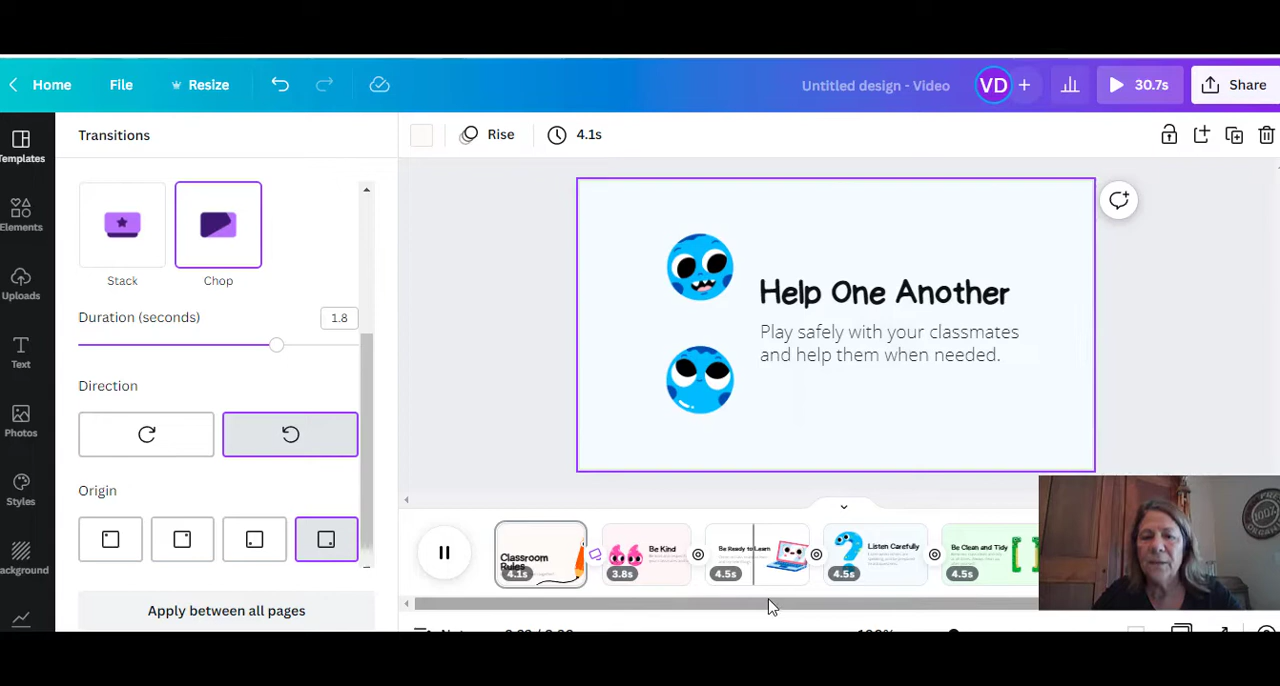 Home File Resize Untitled design - Video VD + 30.7s Share
Transitions
Rise 4.1s
Templates
Elements
Uploads
Text
Photos
Styles
ackground
Stack Chop
Duration (seconds) 1.8
Direction
Origin
Apply between all pages
Help One Another
Play safely with your classmates
and help them when needed.
Classroom
Rules
4.1s
Be Kind
3.8s
Be Ready to Learn
4.5s
Listen Carefully
4.5s
Be Clean and Tidy
4.5s
100%